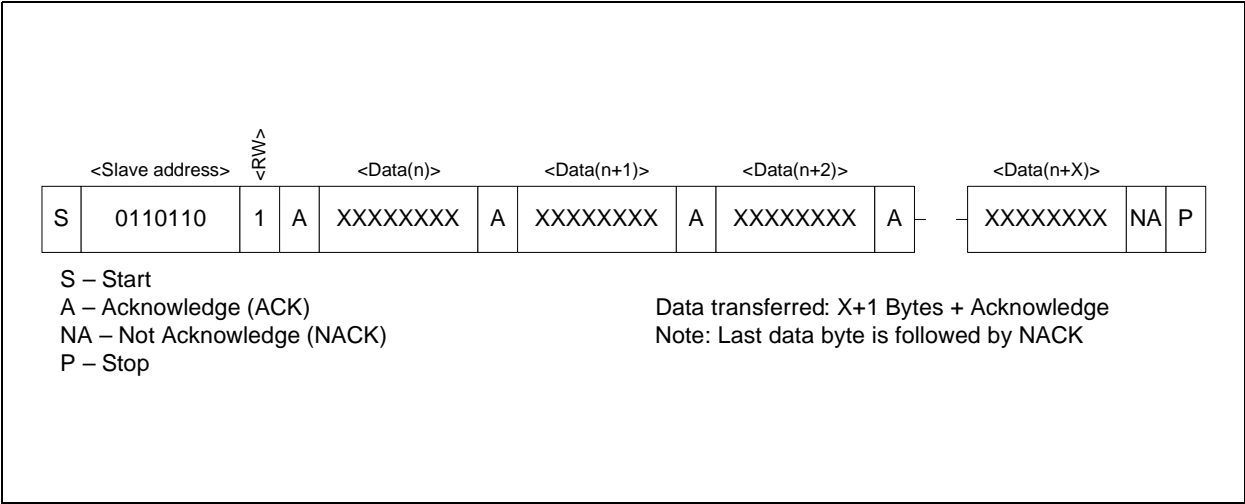 <RW>
<Slave address> <Data(n)> <Data(n+1)> <Data(n+2)> <Data(n+X)>
S 0110110 1 A XXXXXXXX A XXXXXXXX A XXXXXXXX A XXXXXXXX NA P
S – Start
A – Acknowledge (ACK) Data transferred: X+1 Bytes + Acknowledge
NA – Not Acknowledge (NACK) Note: Last data byte is followed by NACK
P – Stop